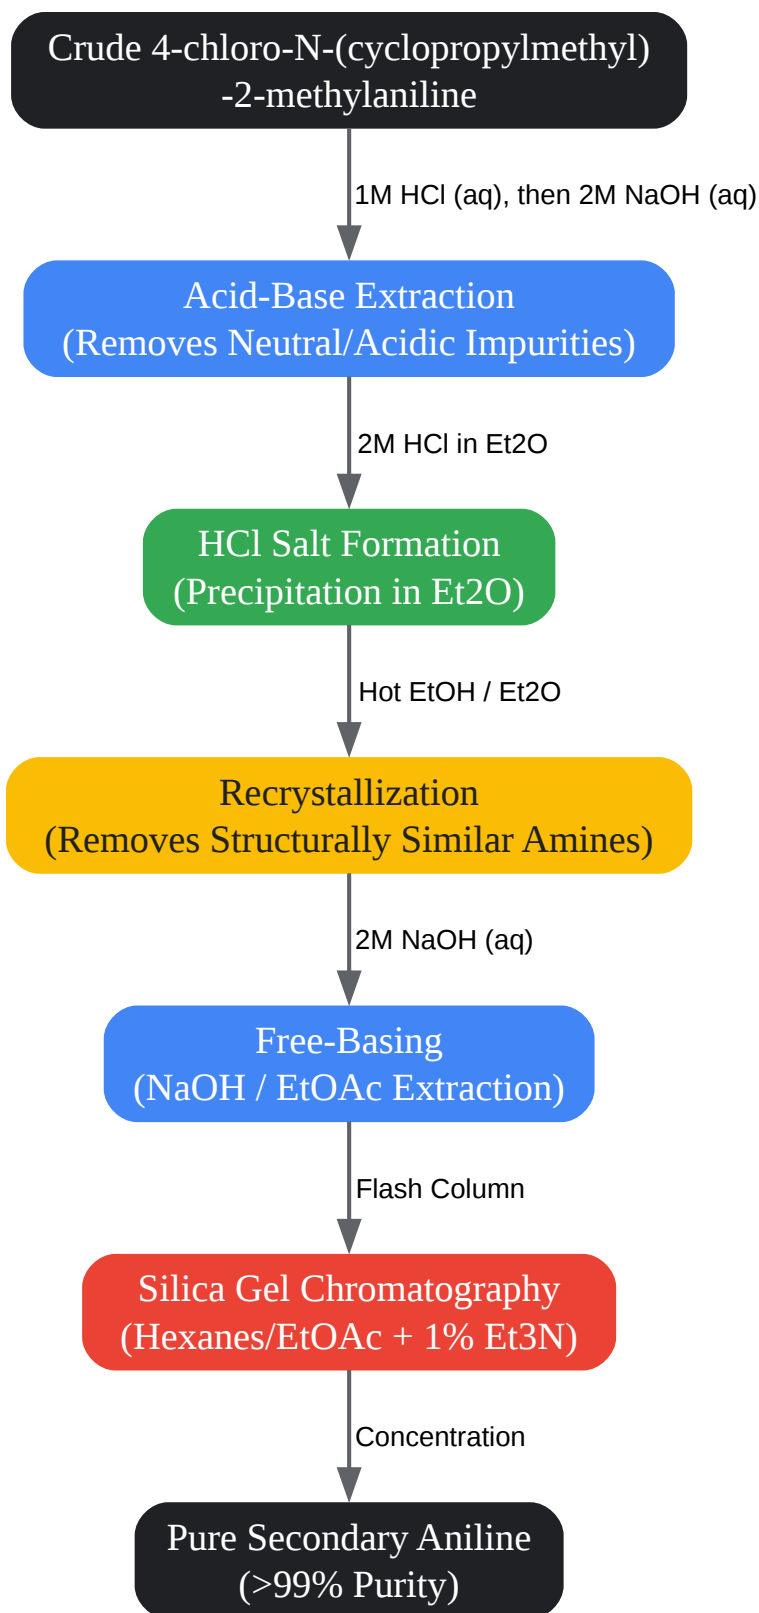 Crude 4-chloro-N-(cyclopropylmethyl)
-2-methylaniline
1M HCl (aq), then 2M NaOH (aq)
Acid-Base Extraction
(Removes Neutral/Acidic Impurities)
2M HCl in Et2O
HCl Salt Formation
(Precipitation in Et2O)
Hot EtOH / Et2O
Recrystallization
(Removes Structurally Similar Amines)
2M NaOH (aq)
Free-Basing
(NaOH / EtOAc Extraction)
Flash Column
Silica Gel Chromatography
(Hexanes/EtOAc + 1% Et3N)
Concentration
Pure Secondary Aniline
(>99% Purity)